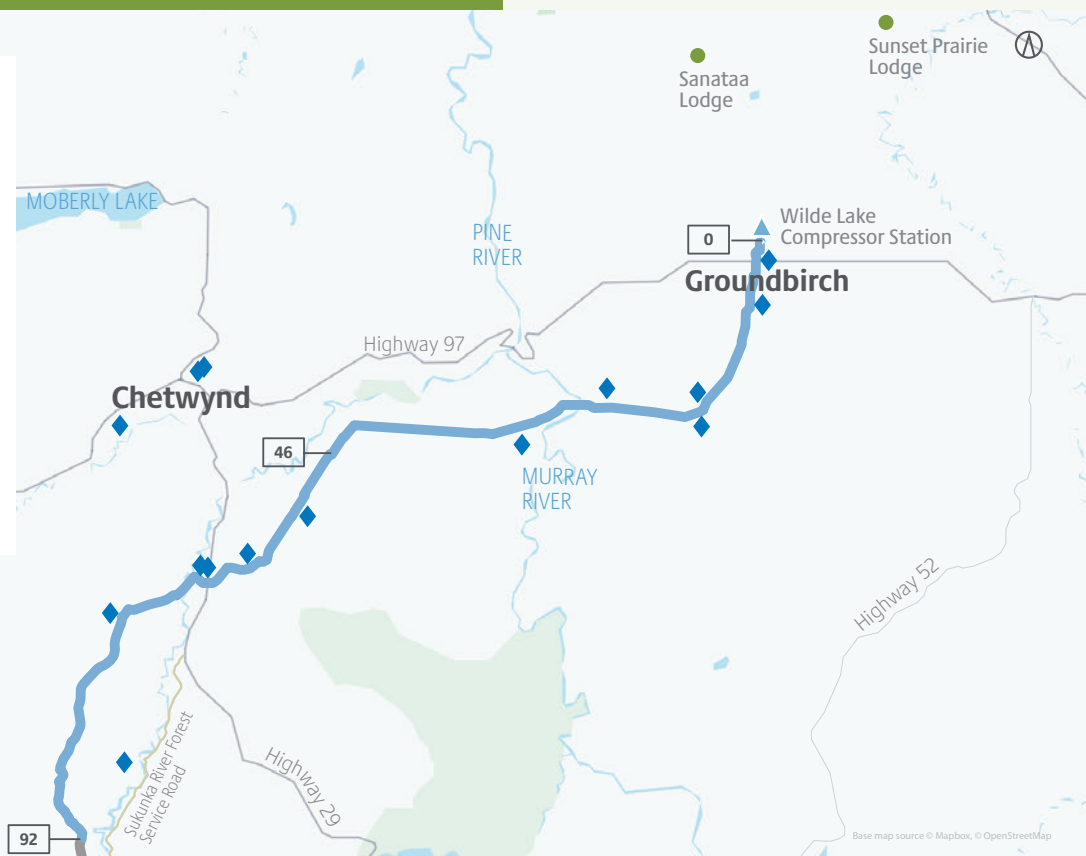 Sunset Prairie
Lodge
Sanataa
Lodge
MOBERLY LAKE
Wilde Lake
Compressor Station
PINE
RIVER
0
Groundbirch
Highway 97
Chetwynd
46
MURRAY
RIVER
Highway 52
Sukunka River Forest
Service Road
Highway 29
92
Base map source © Mapbox, © OpenStreetMap